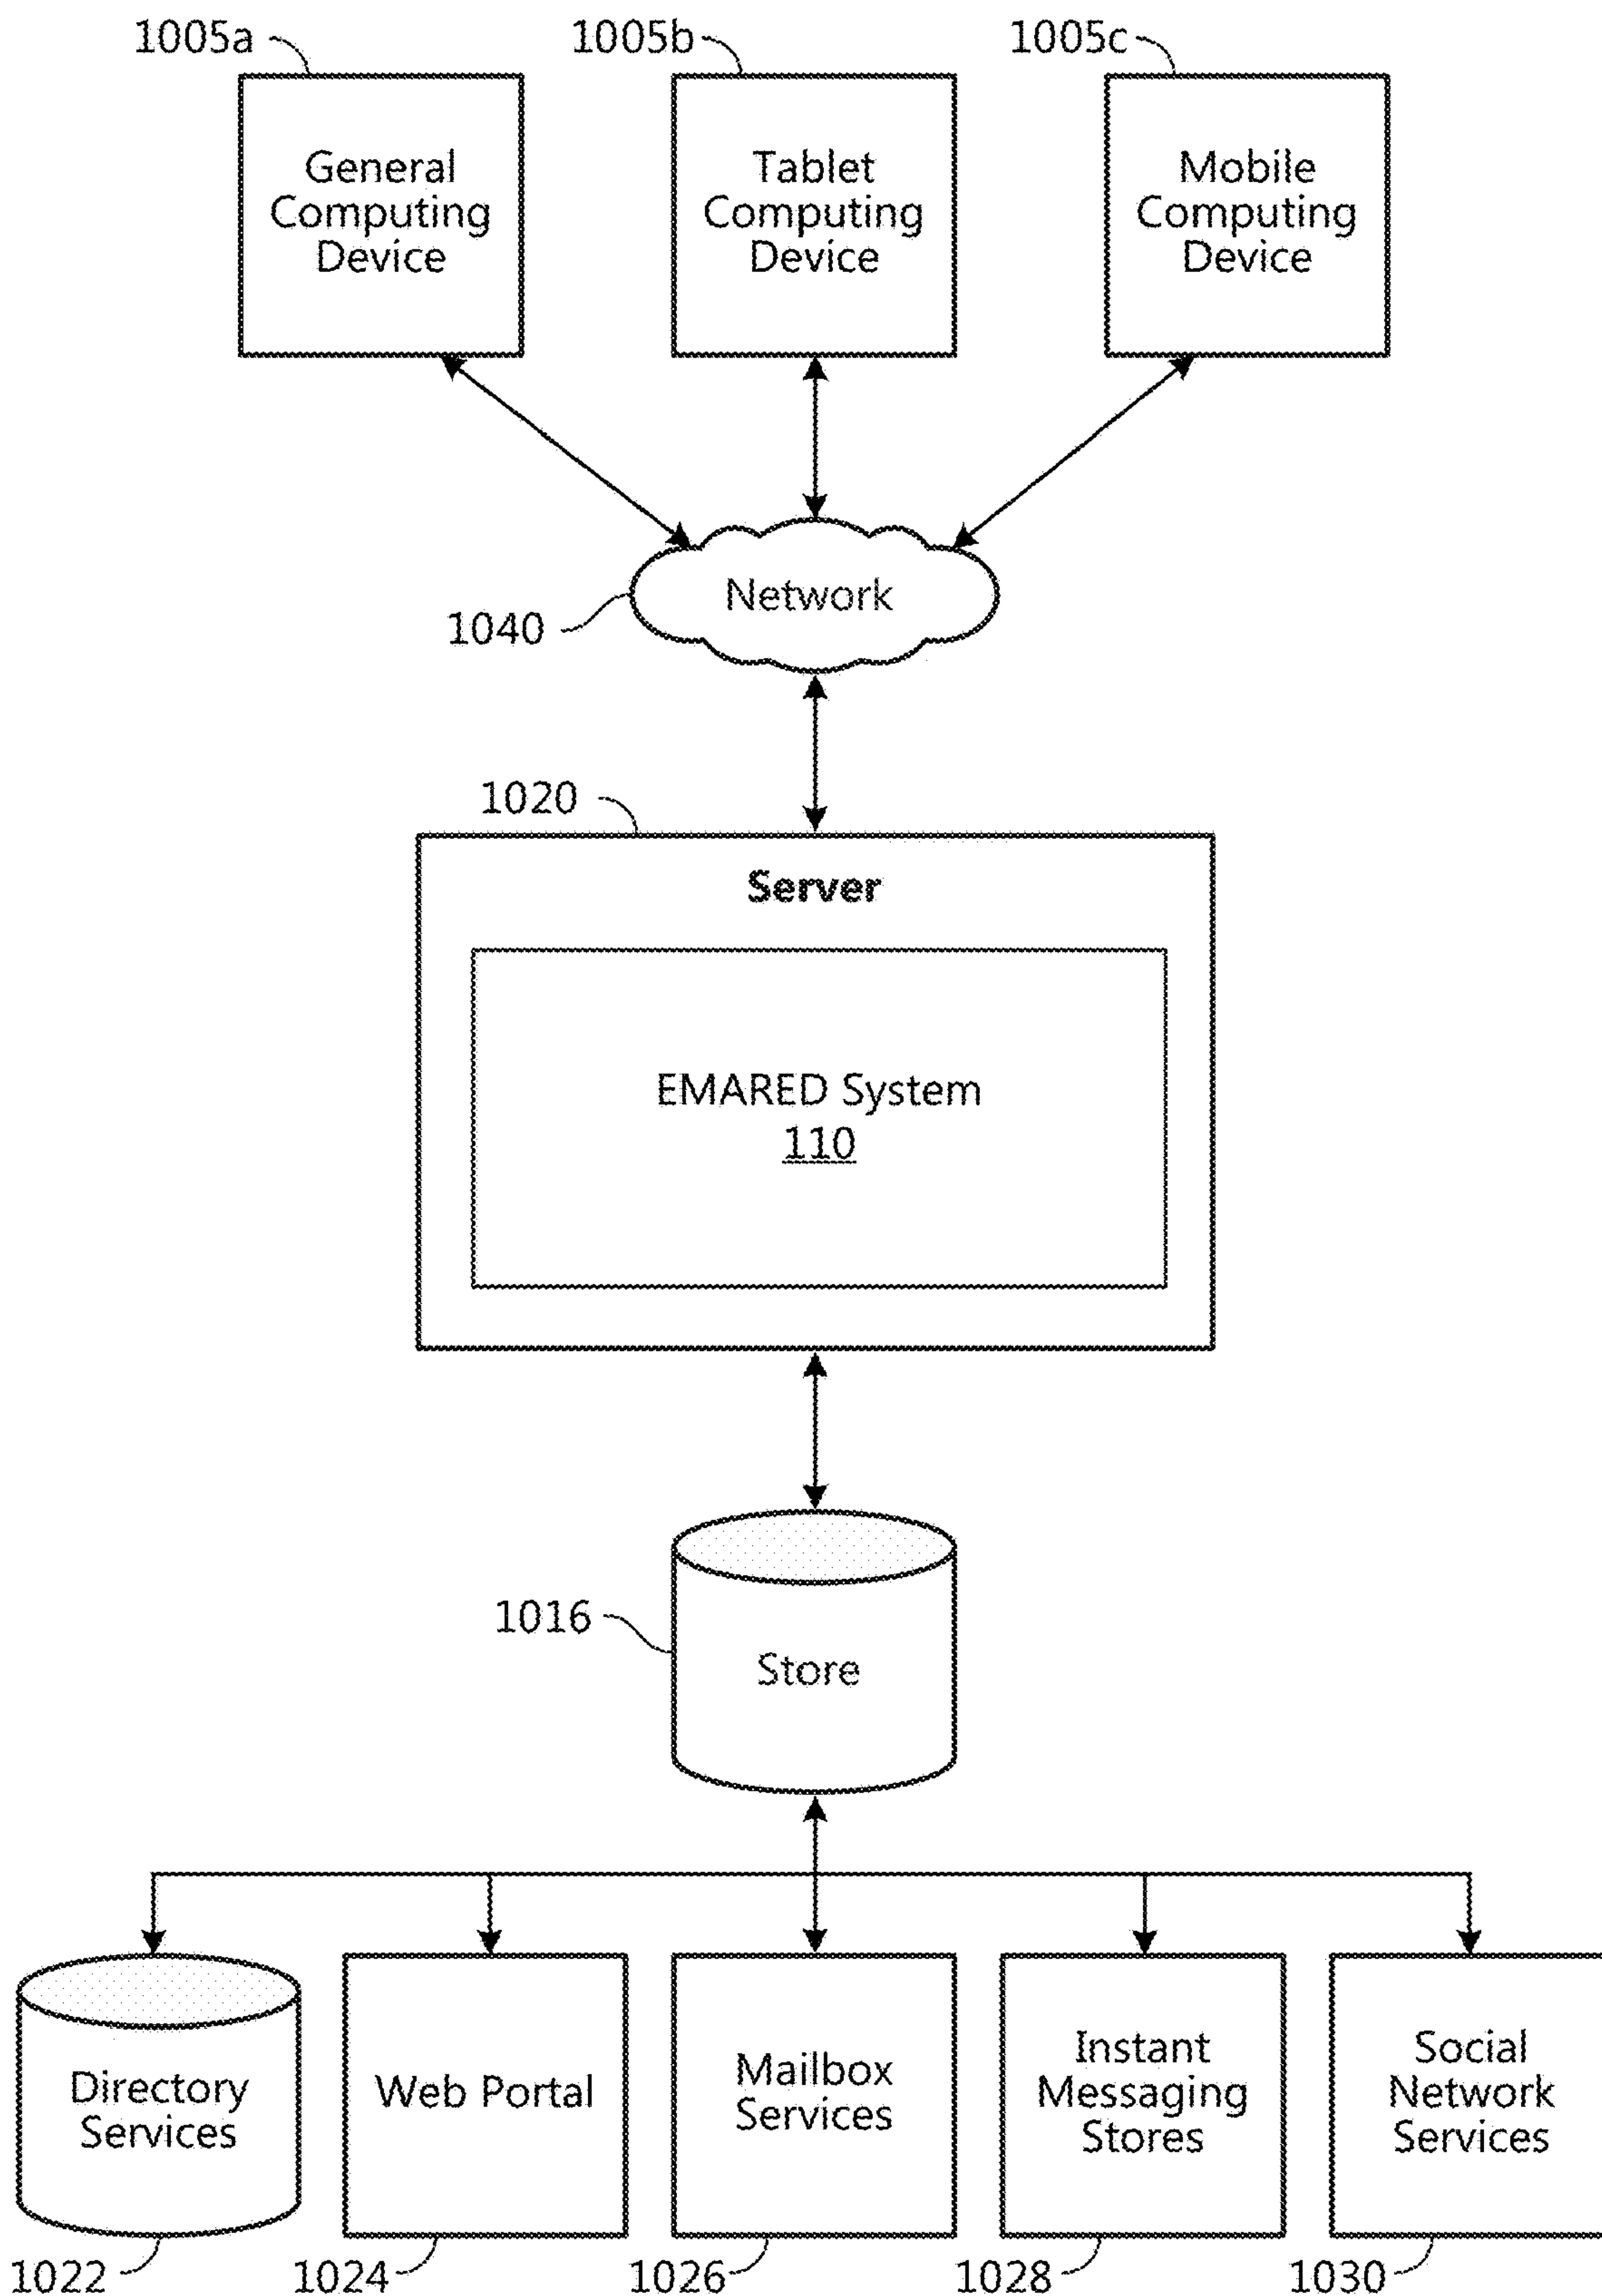 1005a
1005b
1005c
General
Computing
Device
Tablet
Computing
Device
Mobile
Computing
Device
Network
1040
1020
Server
EMARED System
110
1016
Store
Directory
Services
Web Portal
Mailbox
Services
Instant
Messaging
Stores
Social
Network
Services
1022
1024
1026
1028
1030